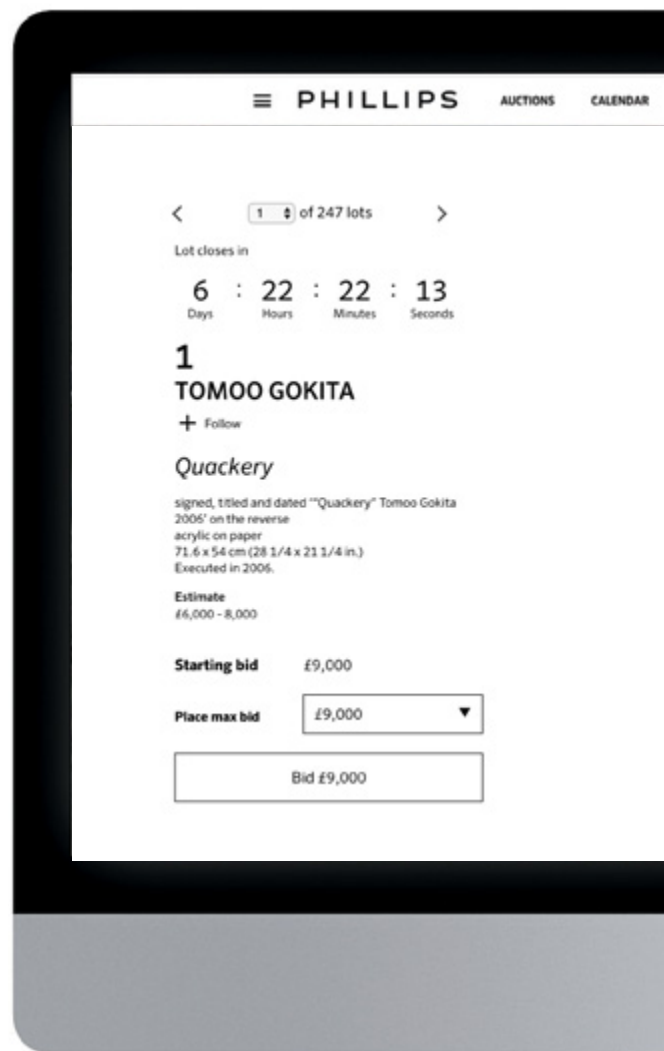 PHILLIPS AUCTIONS CALENDAR
1 of 247 lots
Lot closes in
6 : 22 : 22 : 13
Days Hours Minutes Seconds
1
TOMOO GOKITA
+ Follow
Quackery
signed, titled and dated '"Quackery" Tomoo Gokita
2006' on the reverse
acrylic on paper
71.6 x 54 cm (28 1/4 x 21 1/4 in.)
Executed in 2006.
Estimate
£6,000 - 8,000
Starting bid £9,000
Place max bid £9,000
Bid £9,000